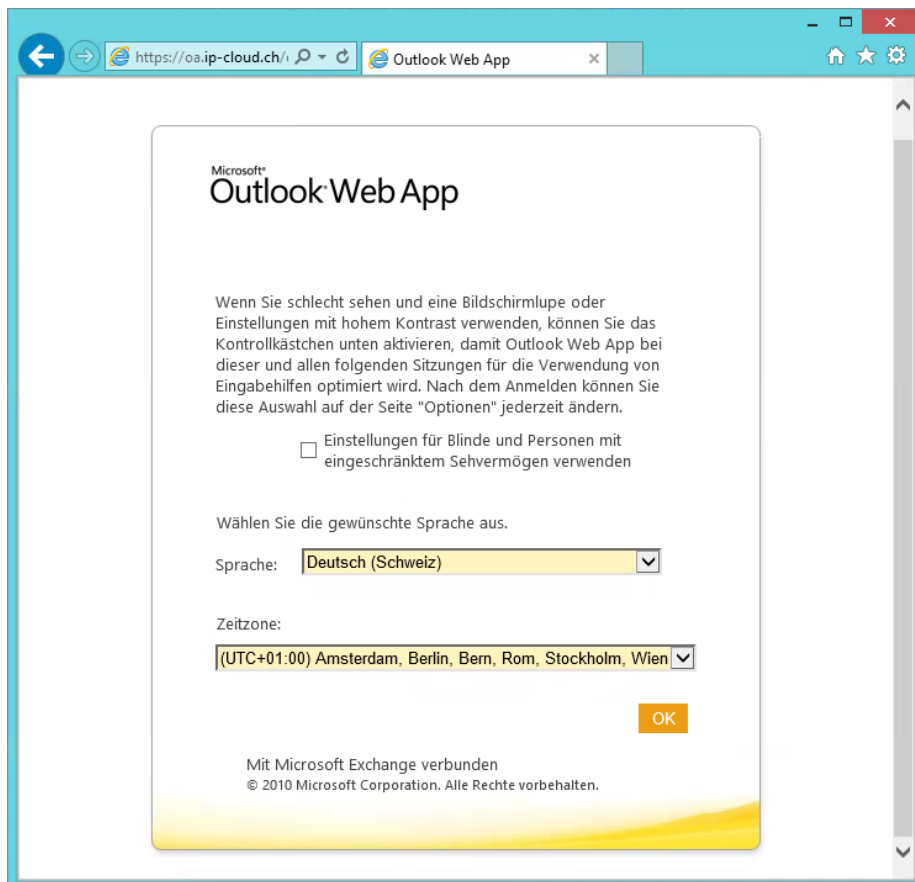 https://oa.ip-cloud.ch/
Outlook Web App
Microsoft®
Outlook Web App
Wenn Sie schlecht sehen und eine Bildschirmlupe oder
Einstellungen mit hohem Kontrast verwenden, können Sie das
Kontrollkästchen unten aktivieren, damit Outlook Web App bei
dieser und allen folgenden Sitzungen für die Verwendung von
Eingabehilfen optimiert wird. Nach dem Anmelden können Sie
diese Auswahl auf der Seite "Optionen" jederzeit ändern.
Einstellungen für Blinde und Personen mit
eingeschränktem Sehvermögen verwenden
Wählen Sie die gewünschte Sprache aus.
Sprache: Deutsch (Schweiz)
Zeitzone:
(UTC+01:00) Amsterdam, Berlin, Bern, Rom, Stockholm, Wien
OK
Mit Microsoft Exchange verbunden
© 2010 Microsoft Corporation. Alle Rechte vorbehalten.